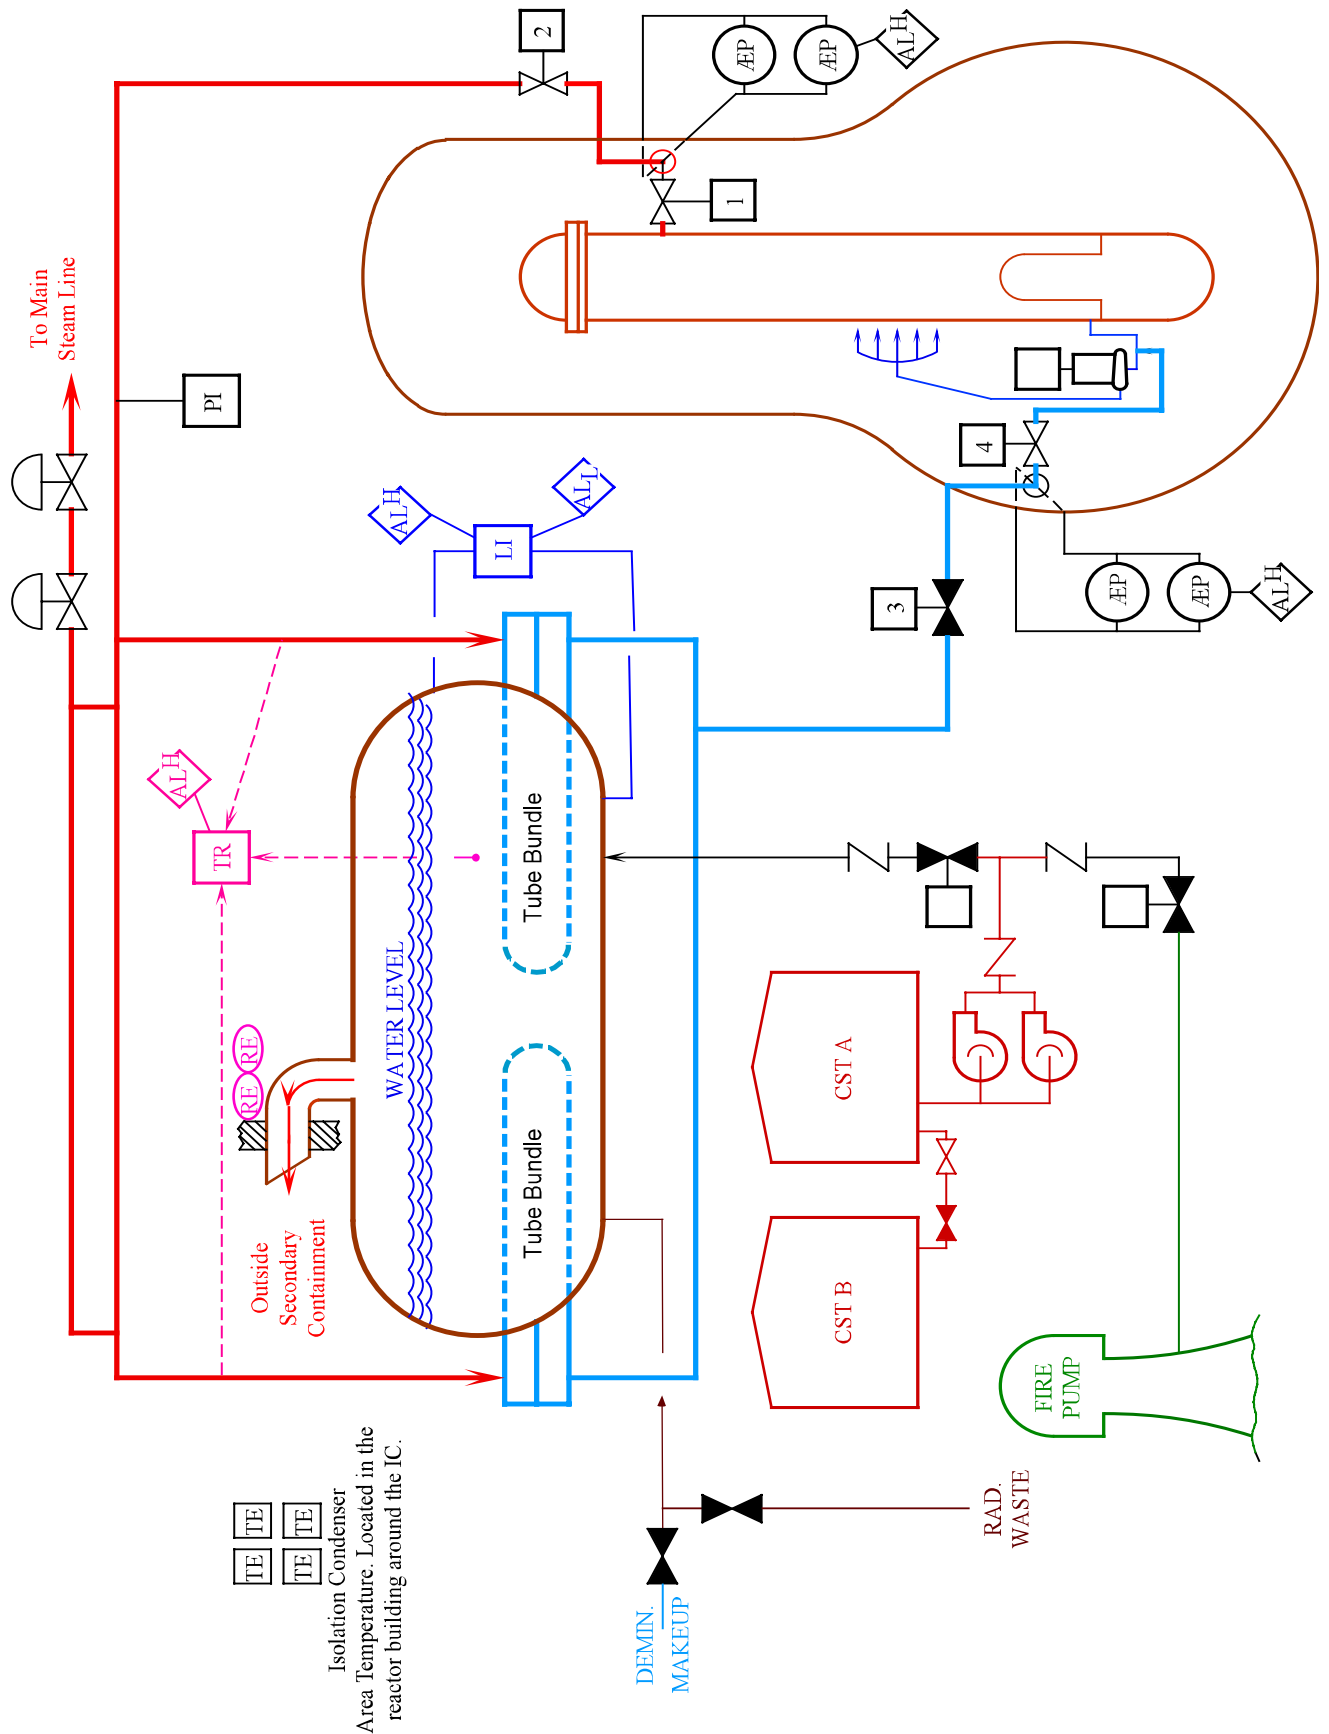 Isolation Condenser
Area Temperature. Located in the
reactor building around the IC.
TE
TE
TE
TE
Outside
Secondary
Containment
RE
RE
TR
ALH
To Main
Steam Line
PI
2
ÆP
ÆP
ALH
1
WATER LEVEL
Tube Bundle
Tube Bundle
LI
ALH
ALL
3
4
ÆP
ÆP
ALH
DEMIN.
MAKEUP
RAD.
WASTE
CST B
CST A
FIRE
PUMP